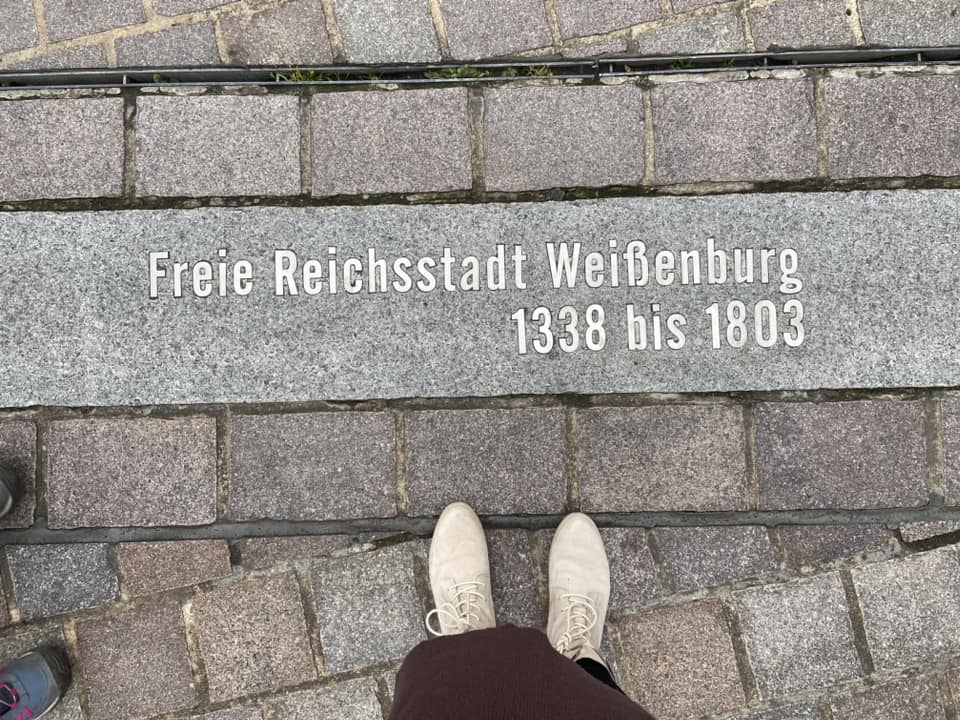 Freie Reichsstadt Weißenburg
1338 bis 1803